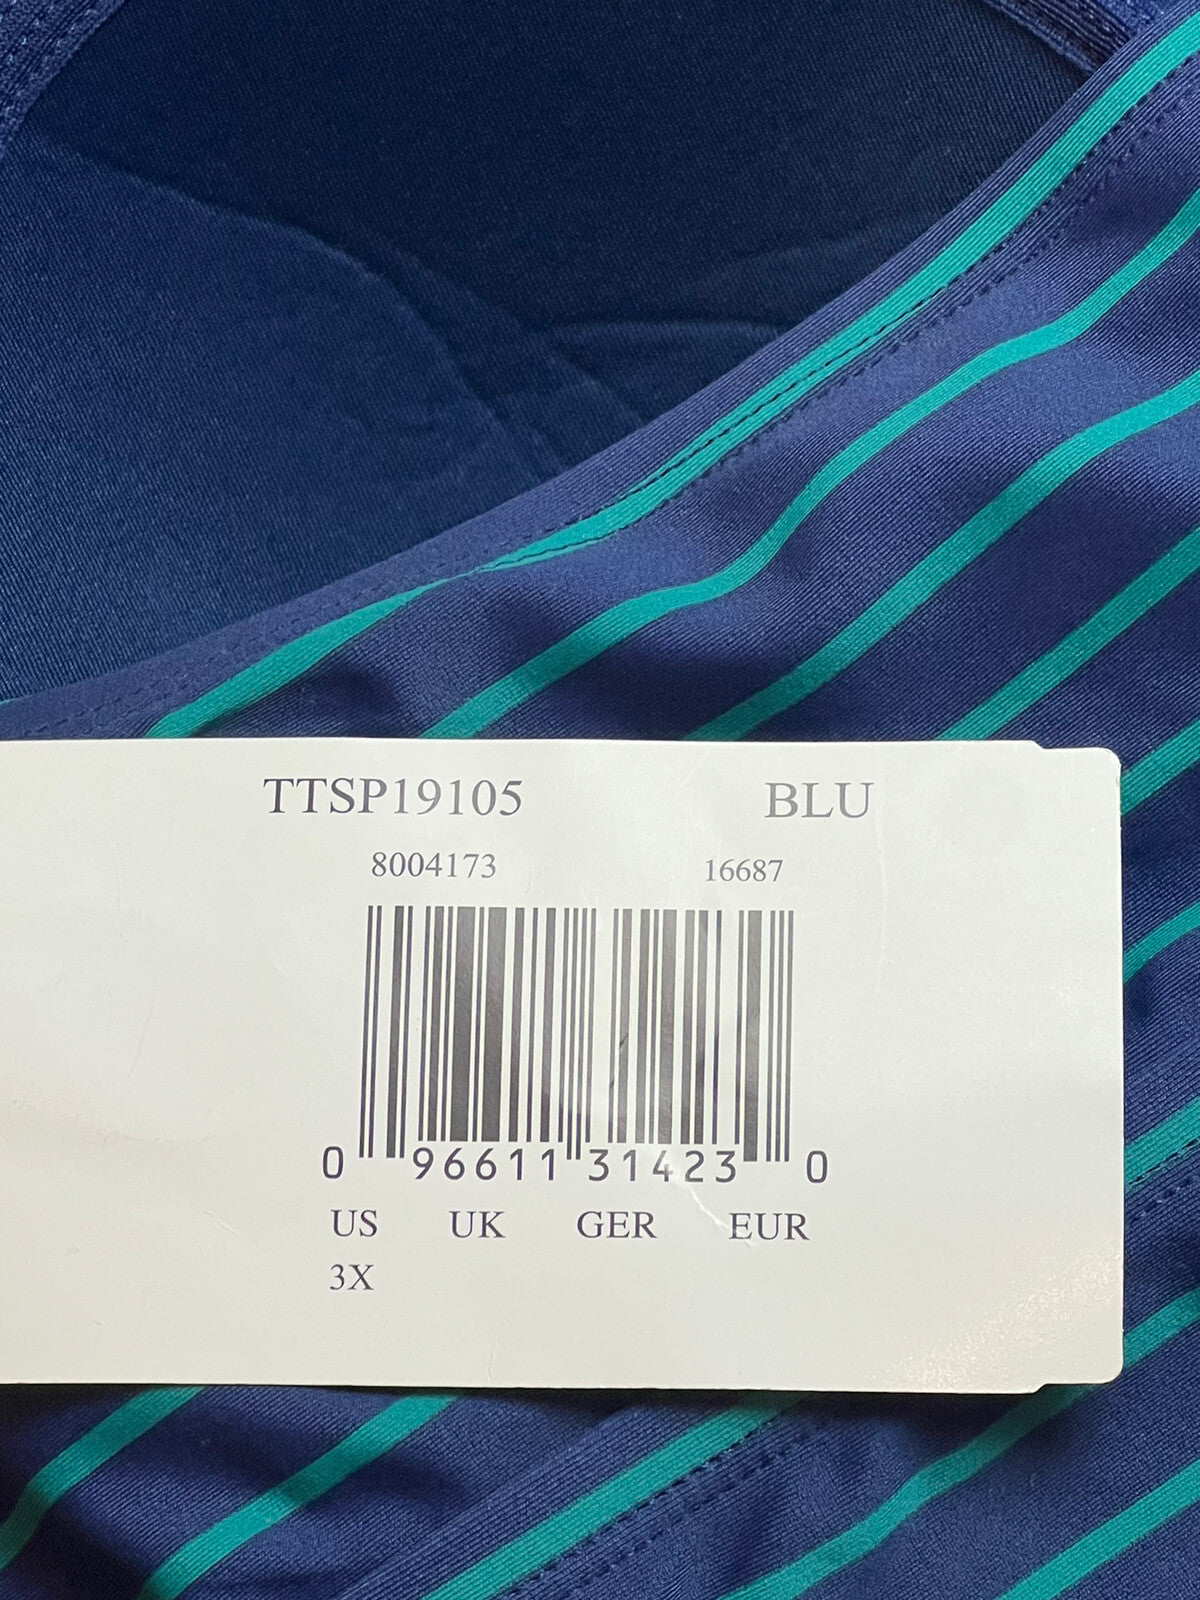 TTSP19105 BLU
8004173 16687
0 96611 31423 0
US UK GER EUR
3X